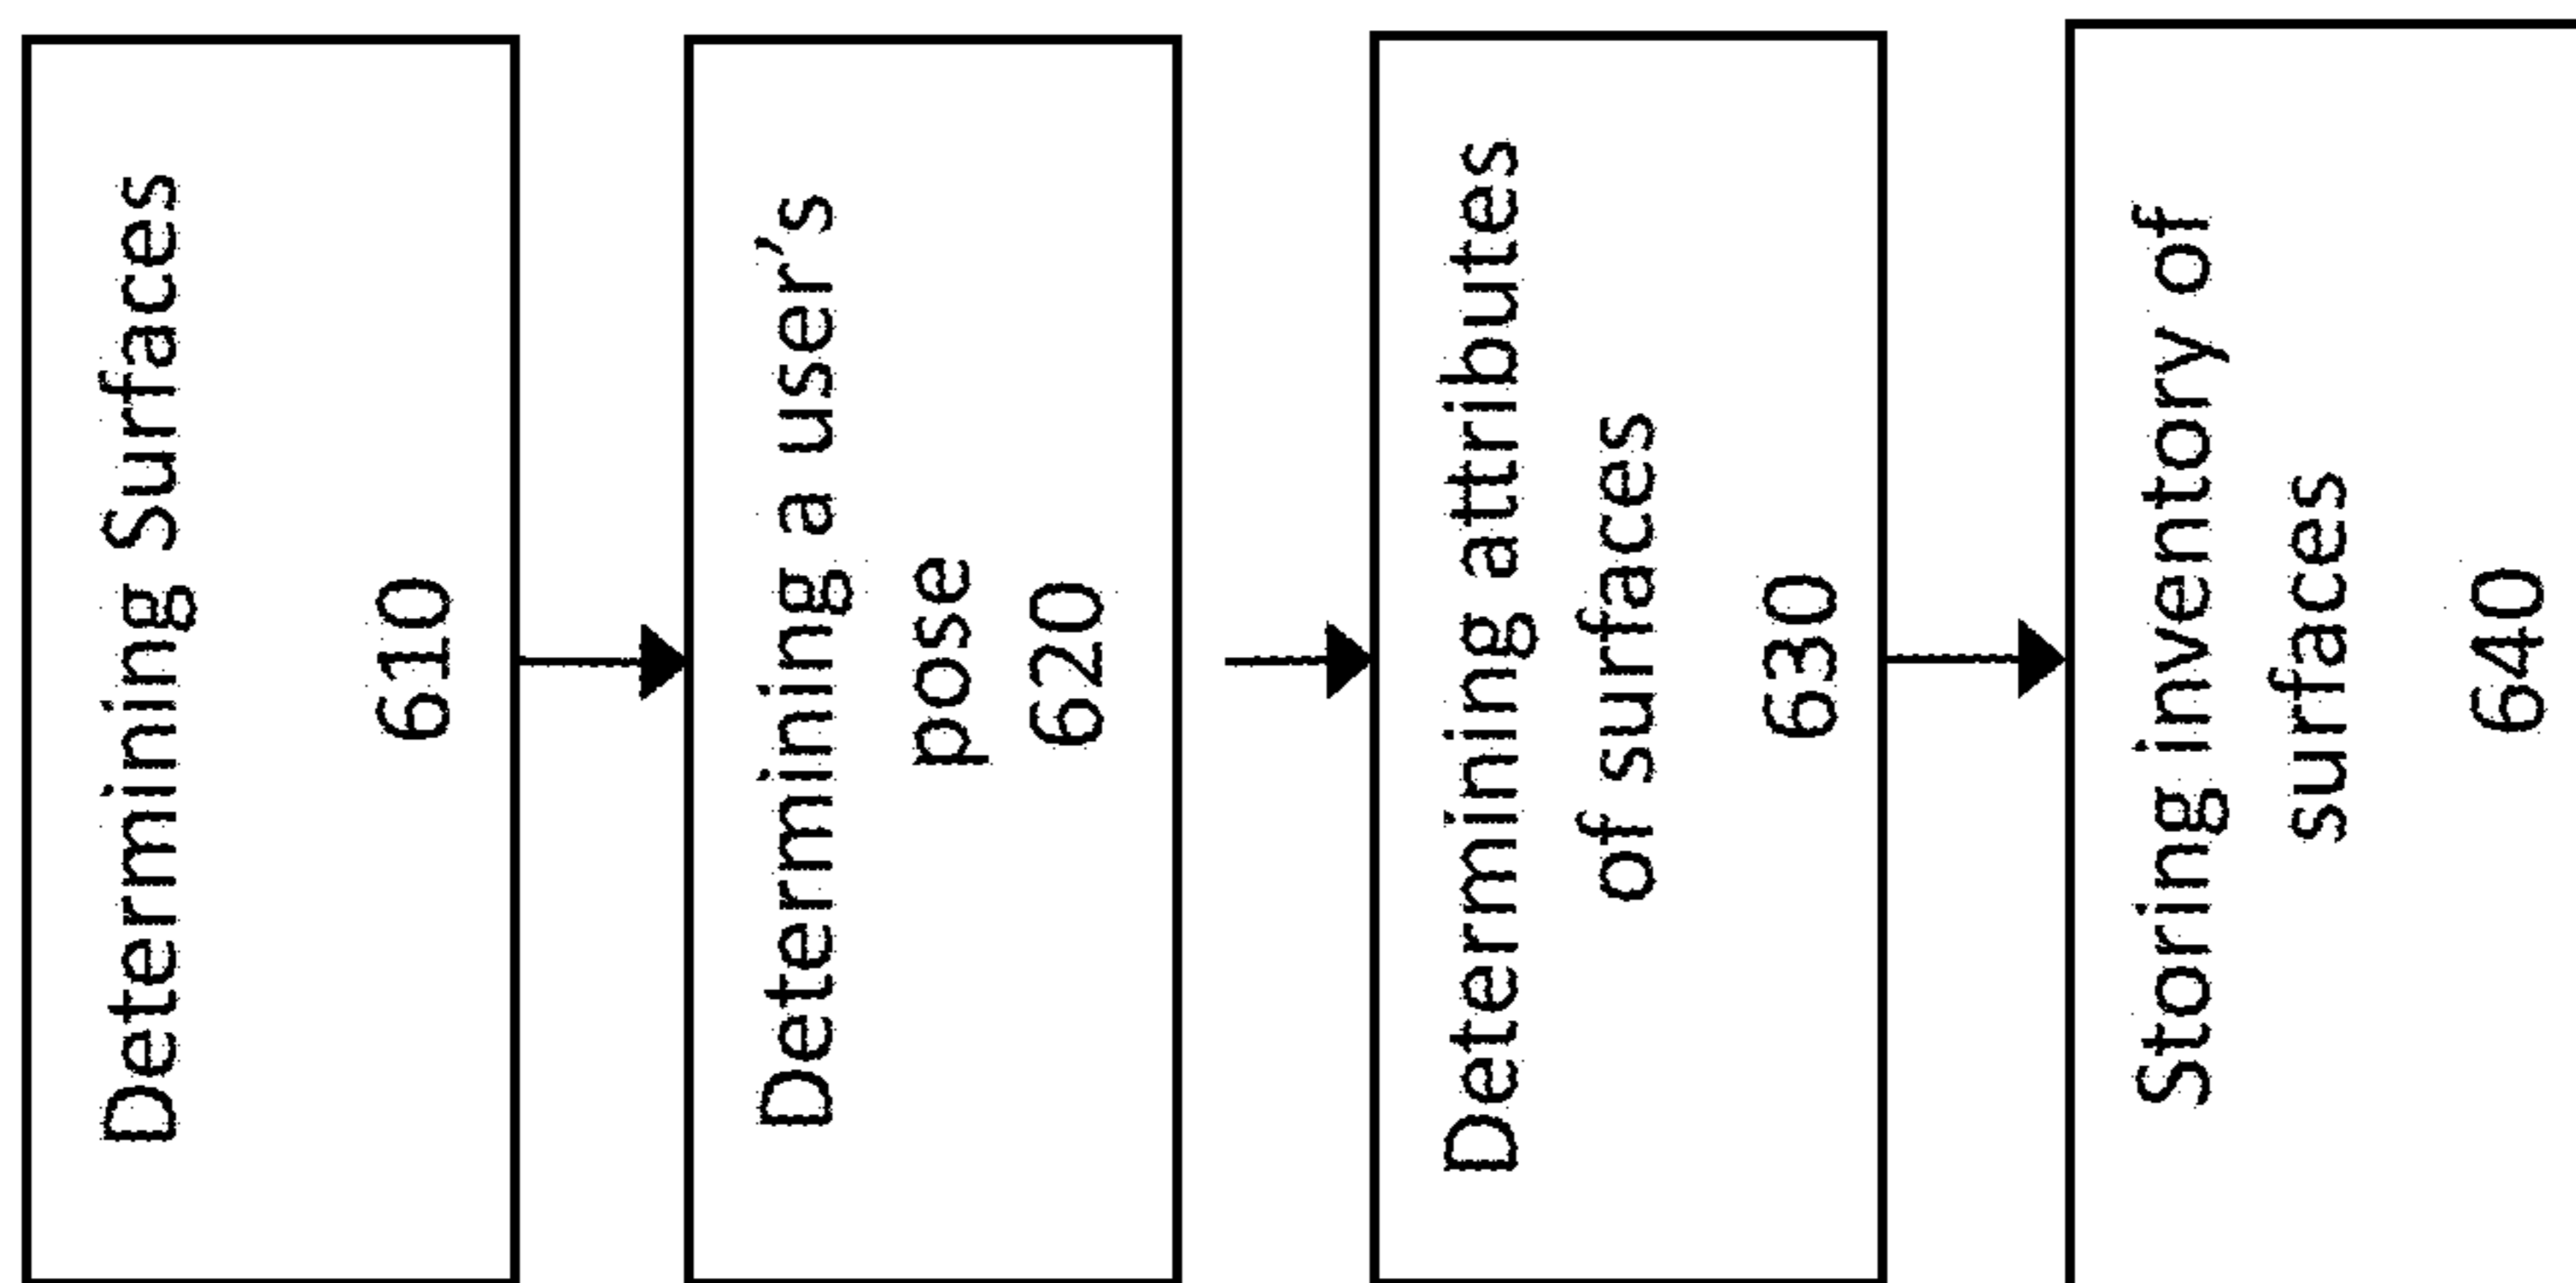 Determining Surfaces
610
Determining a user's
pose
620
Determining attributes
of surfaces
630
Storing inventory of
surfaces
640